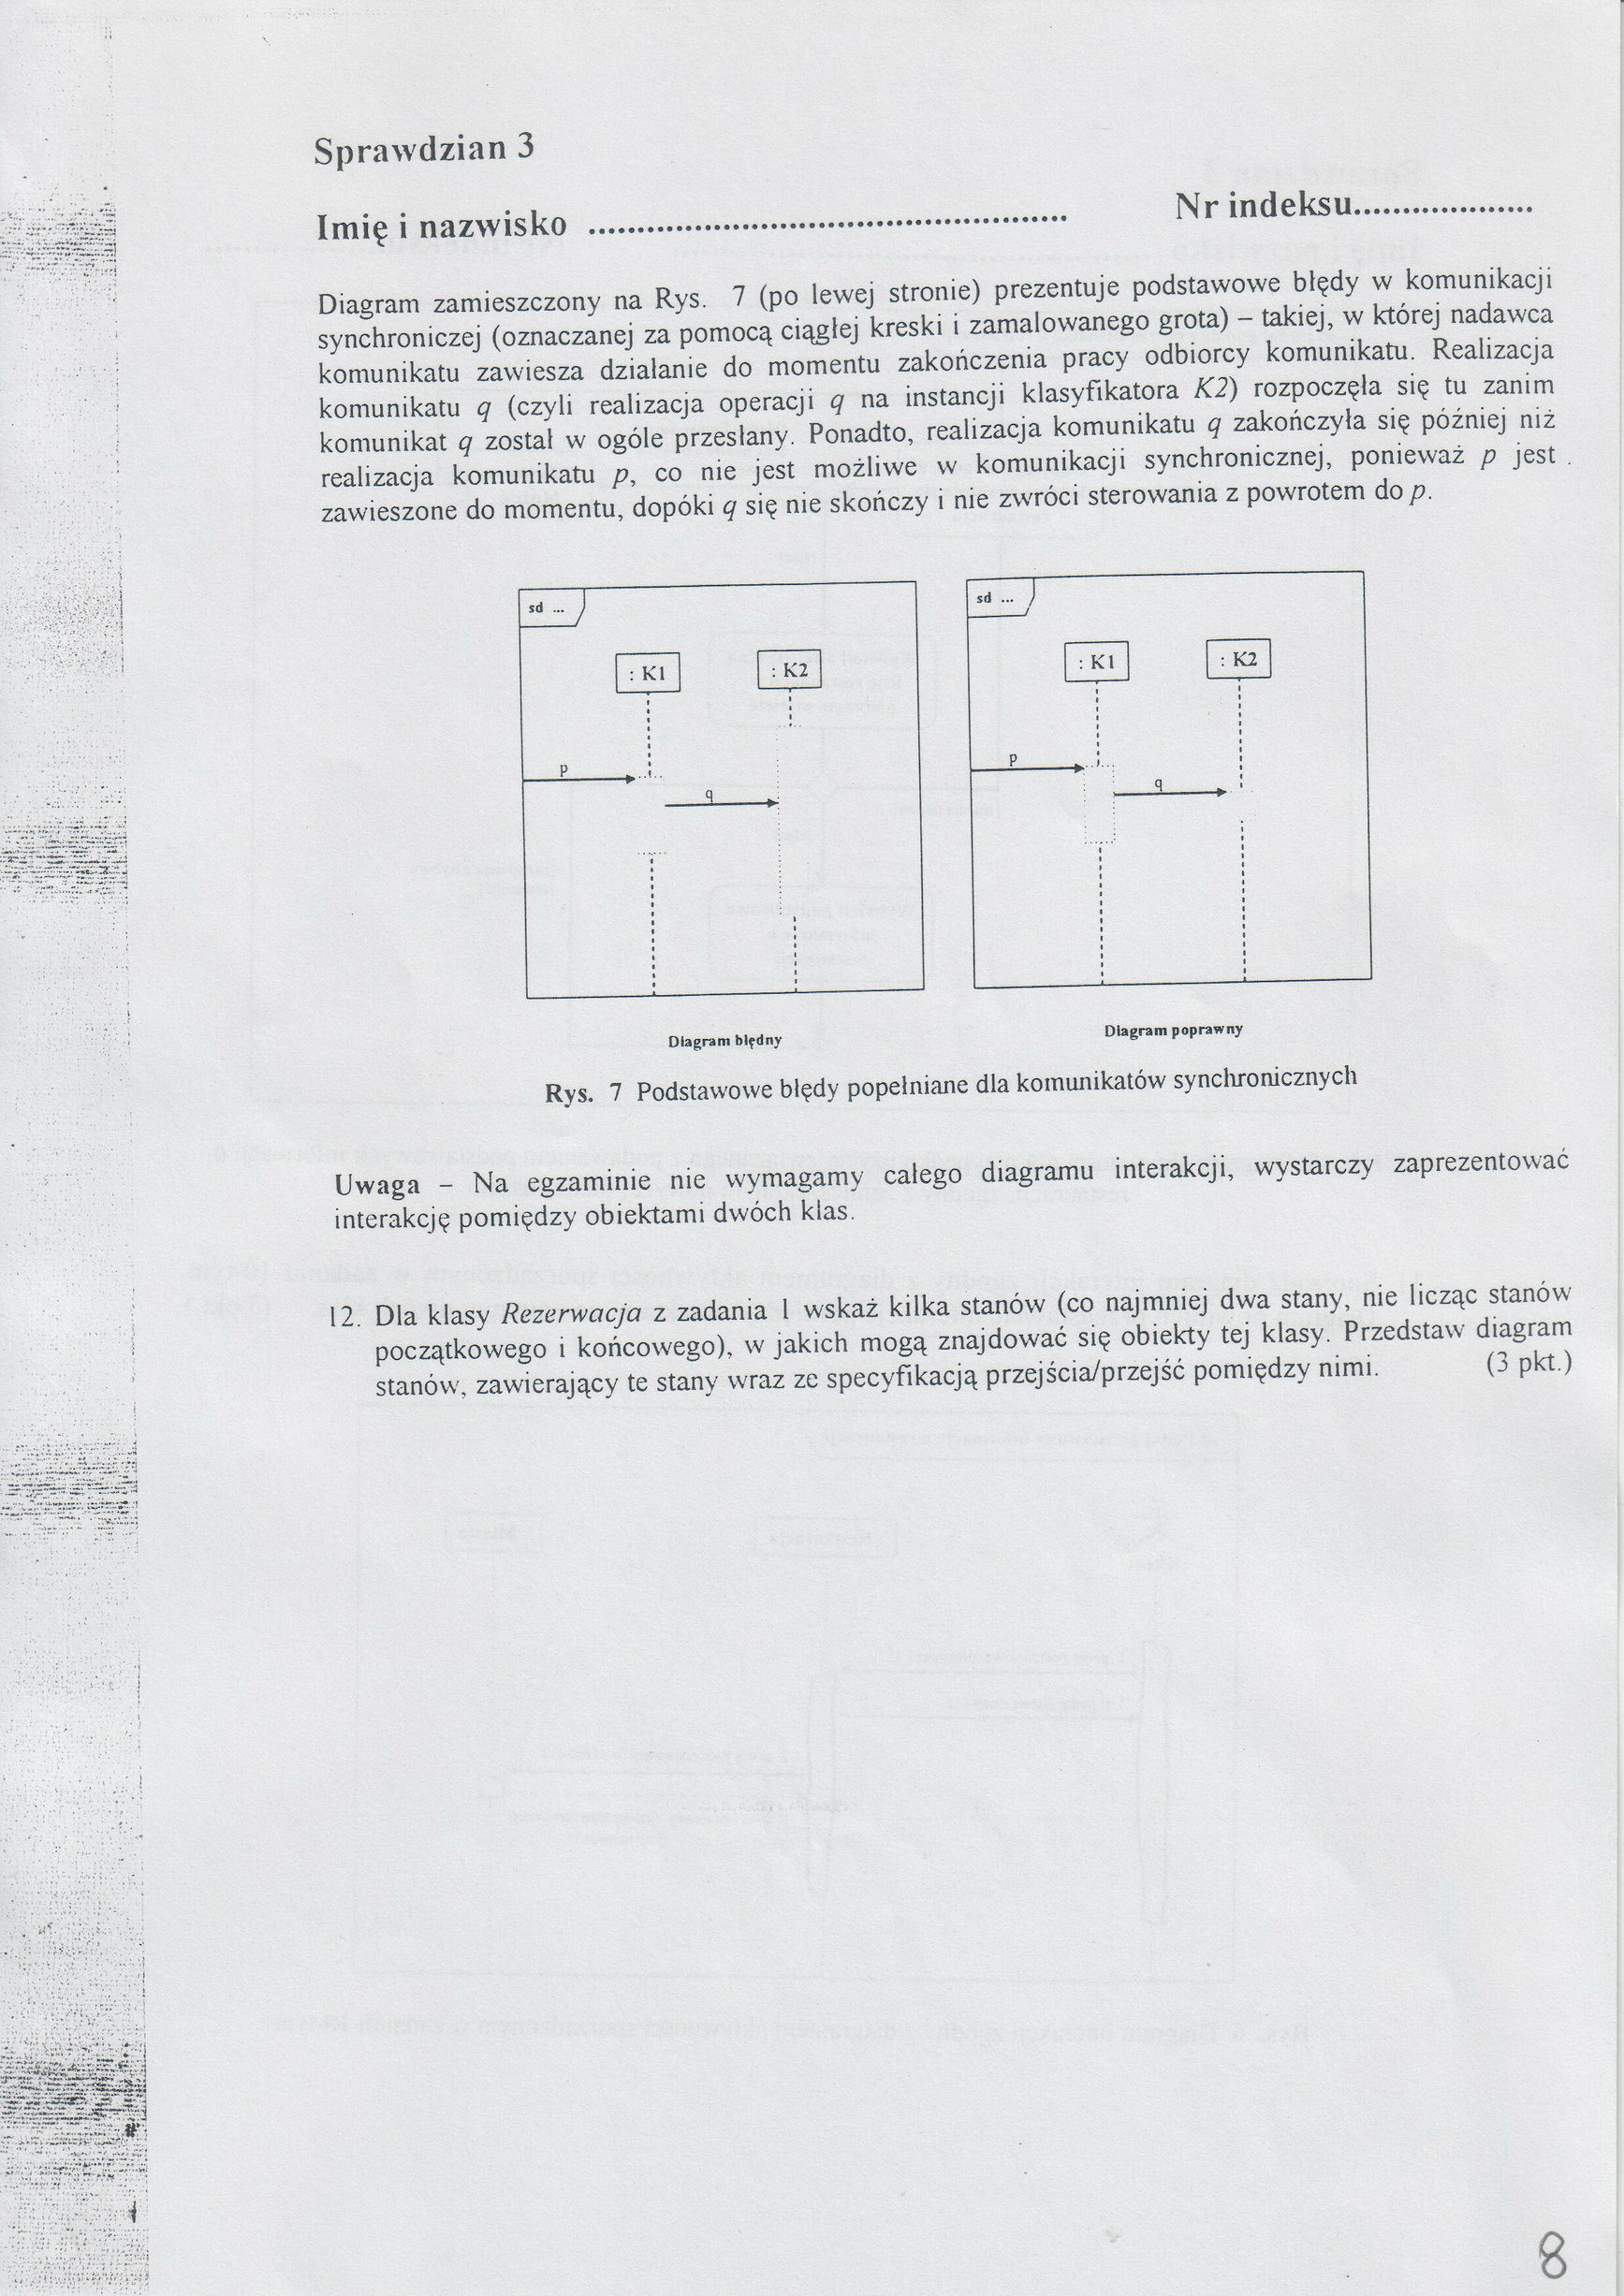 Sprawdzian 3
Imię i nazwisko ................................................ Nr indeksu....................
Diagram zamieszczony na Rys. 7 (po lewej stronie) prezentuje podstawowe błędy w komunikacji
synchroniczej (oznaczanej za pomocą ciągłej kreski i zamalowanego grota) – takiej, w której nadawca
komunikatu zawiesza działanie do momentu zakończenia pracy odbiorcy komunikatu. Realizacja
komunikatu q (czyli realizacja operacji q na instancji klasyfikatora K2) rozpoczęła się tu zanim
komunikat q został w ogóle przesłany. Ponadto, realizacja komunikatu q zakończyła się później niż
realizacja komunikatu p, co nie jest możliwe w komunikacji synchronicznej, ponieważ p jest
zawieszone do momentu, dopóki q się nie skończy i nie zwróci sterowania z powrotem do p.
sd ...
: K1
: K2
p
q
sd ...
: K1
: K2
p
q
Diagram błędny
Diagram poprawny
Rys. 7 Podstawowe błędy popełniane dla komunikatów synchronicznych
Uwaga – Na egzaminie nie wymagamy całego diagramu interakcji, wystarczy zaprezentować
interakcję pomiędzy obiektami dwóch klas.
12. Dla klasy Rezerwacja z zadania 1 wskaż kilka stanów (co najmniej dwa stany, nie licząc stanów
początkowego i końcowego), w jakich mogą znajdować się obiekty tej klasy. Przedstaw diagram
stanów, zawierający te stany wraz ze specyfikacją przejścia/przejść pomiędzy nimi. (3 pkt.)
8